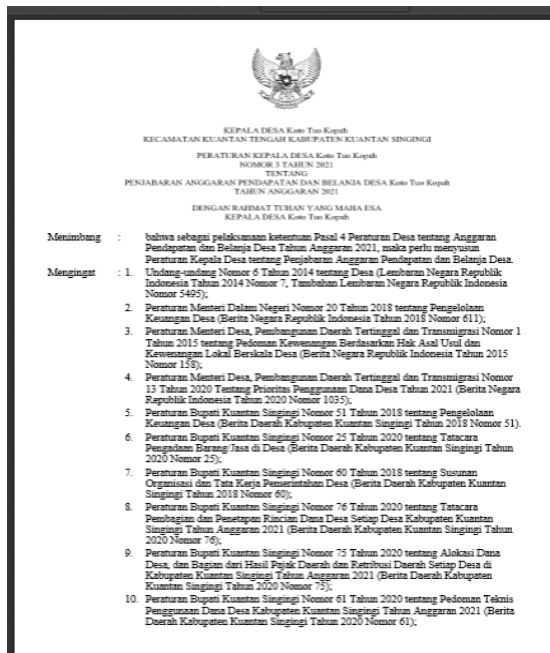 KEPALA DESA Koto Tuo Kopah
KECAMATAN KUANTAN TENGAH KABUPATEN KUANTAN SINGINGI
PERATURAN KEPALA DESA Koto Tuo Kopah
NOMOR 3 TAHUN 2021
TENTANG
PENJABARAN ANGGARAN PENDAPATAN DAN BELANJA DESA Koto Tuo Kopah
TAHUN ANGGARAN 2021
DENGAN RAHMAT TUHAN YANG MAHA ESA
KEPALA DESA Koto Tuo Kopah
Menimbang : bahwa sebagai pelaksanaan ketentuan Pasal 4 Peraturan Desa tentang Anggaran
Pendapatan dan Belanja Desa Tahun Anggaran 2021, maka perlu menyusun
Peraturan Kepala Desa tentang Penjabaran Anggaran Pendapatan dan Belanja Desa.
Mengingat : 1. Undang-undang Nomor 6 Tahun 2014 tentang Desa (Lembaran Negara Republik
Indonesia Tahun 2014 Nomor 7, Tambahan Lembaran Negara Republik Indonesia
Nomor 5495);
2. Peraturan Menteri Dalam Negeri Nomor 20 Tahun 2018 tentang Pengelolaan
Keuangan Desa (Berita Negara Republik Indonesia Tahun 2018 Nomor 611);
3. Peraturan Menteri Desa, Pembangunan Daerah Tertinggal dan Transmigrasi Nomor 1
Tahun 2015 tentang Pedoman Kewenangan Berdasarkan Hak Asal Usul dan
Kewenangan Lokal Berskala Desa (Berita Negara Republik Indonesia Tahun 2015
Nomor 158);
4. Peraturan Menteri Desa, Pembangunan Daerah Tertinggal dan Transmigrasi Nomor
13 Tahun 2020 Tentang Prioritas Penggunaan Dana Desa Tahun 2021 (Berita Negara
Republik Indonesia Tahun 2020 Nomor 1035);
5. Peraturan Bupati Kuantan Singingi Nomor 51 Tahun 2018 tentang Pengelolaan
Keuangan Desa (Berita Daerah Kabupaten Kuantan Singingi Tahun 2018 Nomor 51).
6. Peraturan Bupati Kuantan Singingi Nomor 25 Tahun 2020 tentang Tatacara
Pengadaan Barang/Jasa di Desa (Berita Daerah Kabupaten Kuantan Singingi Tahun
2020 Nomor 25);
7. Peraturan Bupati Kuantan Singingi Nomor 60 Tahun 2018 tentang Susunan
Organisasi dan Tata Kerja Pemerintahan Desa (Berita Daerah Kabupaten Kuantan
Singingi Tahun 2018 Nomor 60);
8. Peraturan Bupati Kuantan Singingi Nomor 76 Tahun 2020 tentang Tatacara
Pembagian dan Penetapan Rincian Dana Desa Setiap Desa Kabupaten Kuantan
Singingi Tahun Anggaran 2021 (Berita Daerah Kabupaten Kuantan Singingi Tahun
2020 Nomor 76);
9. Peraturan Bupati Kuantan Singingi Nomor 75 Tahun 2020 tentang Alokasi Dana
Desa, dan Bagian dari Hasil Pajak Daerah dan Retribusi Daerah Setiap Desa di
Kabupaten Kuantan Singingi Tahun Anggaran 2021 (Berita Daerah Kabupaten
Kuantan Singingi Tahun 2020 Nomor 75);
10. Peraturan Bupati Kuantan Singingi Nomor 61 Tahun 2020 tentang Pedoman Teknis
Penggunaan Dana Desa Kabupaten Kuantan Singingi Tahun Anggaran 2021 (Berita
Daerah Kabupaten Kuantan Singingi Tahun 2020 Nomor 61);